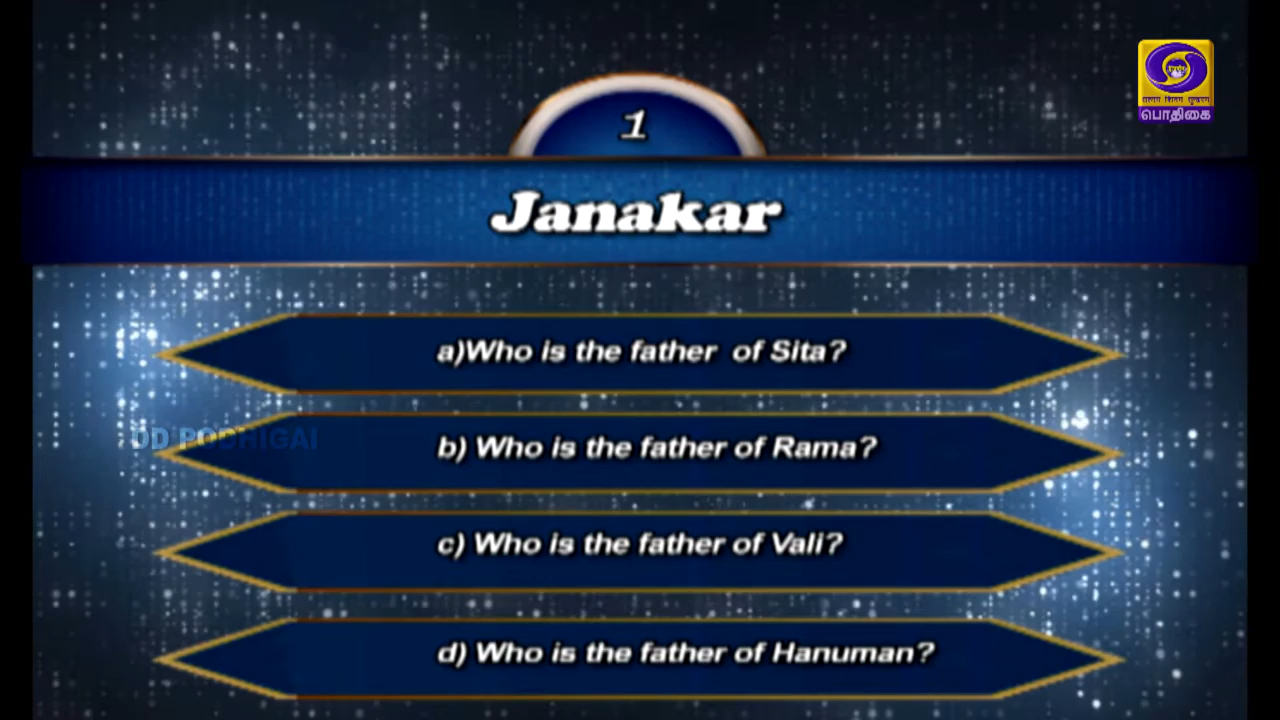 1
Janakar
a)Who is the father of Sita?
b) Who is the father of Rama?
c) Who is the father of Vali?
d) Who is the father of Hanuman?
DD PODHIGAI
பொதிகை